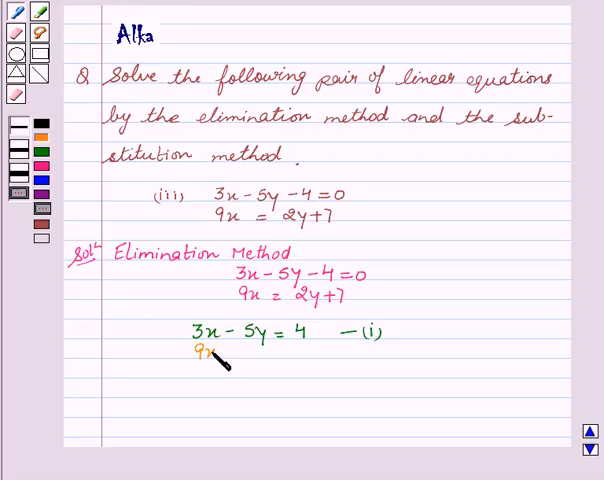 Alka
Q Solve the following pair of linear equations
by the elimination method and the sub-
stitution method.
(iii) 3x - 5y - 4 = 0
9x = 2y + 7
Solⁿ Elimination Method
3x - 5y - 4 = 0
9x = 2y + 7
3x - 5y = 4 - (i)
9x